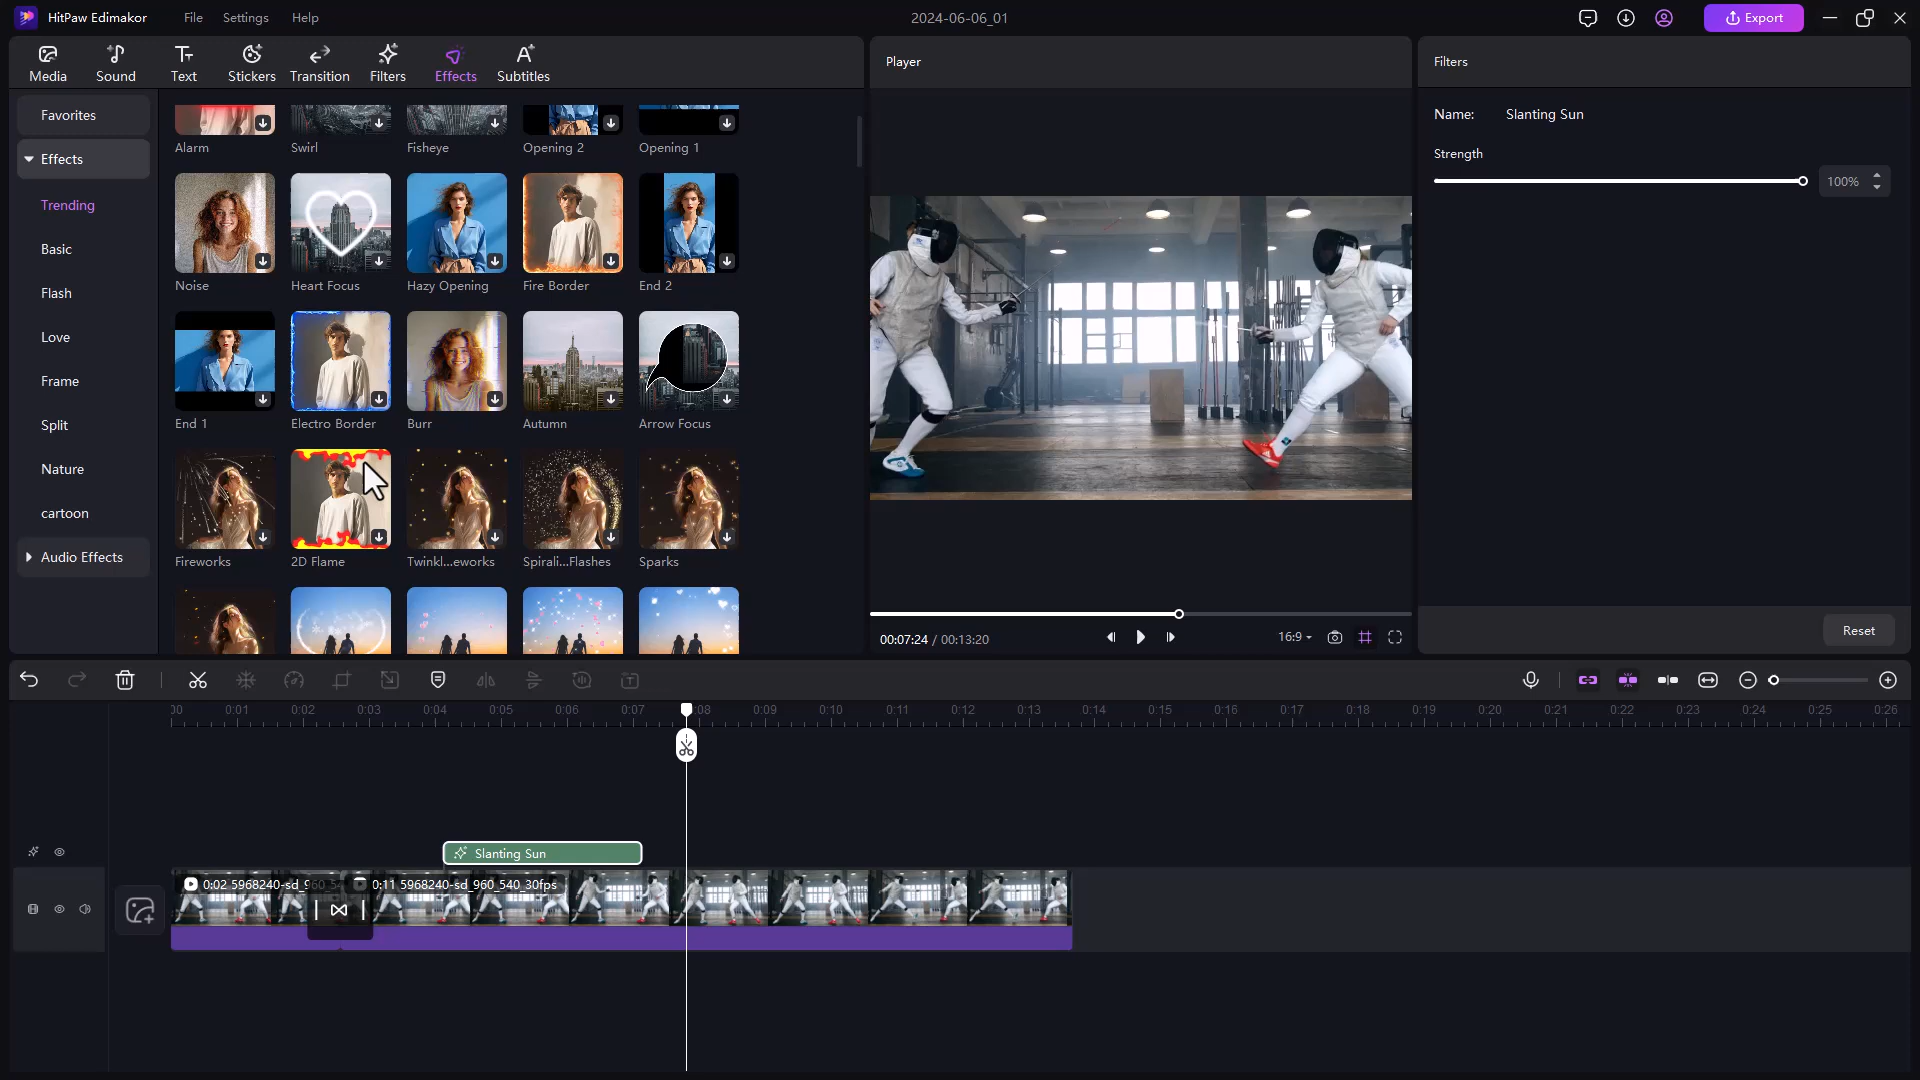 HitPaw Edimakor
File
Settings
Help
2024-06-06_01
Export
Media
Sound
Text
Stickers
Transition
Filters
Effects
Subtitles
Favorites
Effects
Trending
Basic
Flash
Love
Frame
Split
Nature
cartoon
Audio Effects
Alarm
Swirl
Fisheye
Opening 2
Opening 1
Noise
Heart Focus
Hazy Opening
Fire Border
End 2
End 1
Electro Border
Burr
Autumn
Arrow Focus
Fireworks
2D Flame
Twinkl...eworks
Spirali...Flashes
Sparks
Player
00:07:24 / 00:13:20
16:9
Filters
Name: Slanting Sun
Strength
100%
Reset
:00 0:01 0:02 0:03 0:04 0:05 0:06 0:07 :08 0:09 0:10 0:11 0:12 0:13 0:14 0:15 0:16 0:17 0:18 0:19 0:20 0:21 0:22 0:23 0:24 0:25 0:26
Slanting Sun
0:02 5968240-sd_960_54
0:11 5968240-sd_960_540_30fps